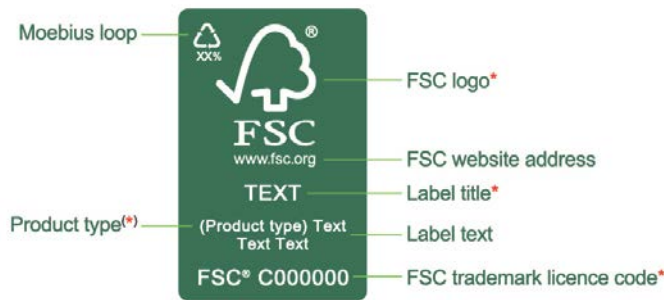 Moebius loop
®
XX%
FSC logo*
FSC
www.fsc.org
FSC website address
TEXT
Label title*
Product type(*)
(Product type) Text
Text Text
Label text
FSC® C000000
FSC trademark licence code*